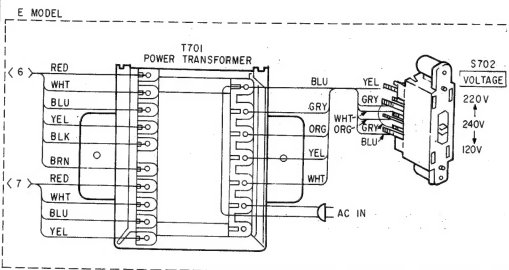 E MODEL
T701
POWER TRANSFORMER
S702
VOLTAGE
220V
240V
120V
6
RED
WHT
BLU
YEL
BLK
BRN
7
RED
WHT
BLU
YEL
BLU
GRY
ORG
YEL
WHT
AC IN
YEL
GRY
WHT
ORG
GRY
BLU